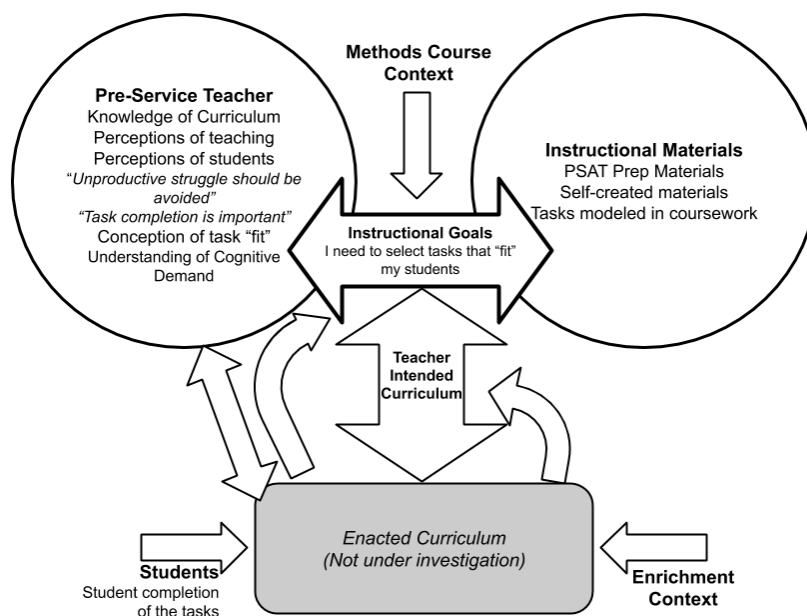 Methods Course
Context
Pre-Service Teacher
Knowledge of Curriculum
Perceptions of teaching
Perceptions of students
“Unproductive struggle should be
avoided”
“Task completion is important”
Conception of task “fit”
Understanding of Cognitive
Demand
Instructional Materials
PSAT Prep Materials
Self-created materials
Tasks modeled in coursework
Instructional Goals
I need to select tasks that “fit”
my students
Teacher
Intended
Curriculum
Enacted Curriculum
(Not under investigation)
Students
Student completion
of the tasks
Enrichment
Context